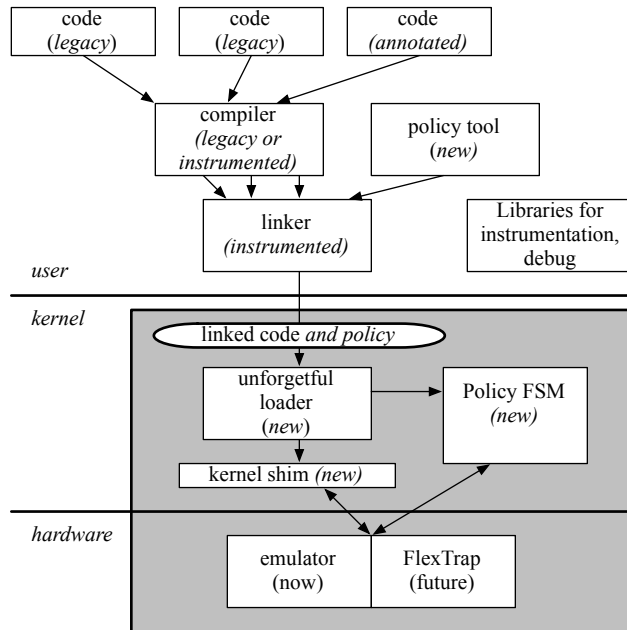 code
(legacy)
code
(legacy)
code
(annotated)
compiler
(legacy or
instrumented)
policy tool
(new)
linker
(instrumented)
Libraries for
instrumentation,
debug
user
kernel
linked code and policy
unforgetful
loader
(new)
Policy FSM
(new)
kernel shim (new)
hardware
emulator
(now)
FlexTrap
(future)